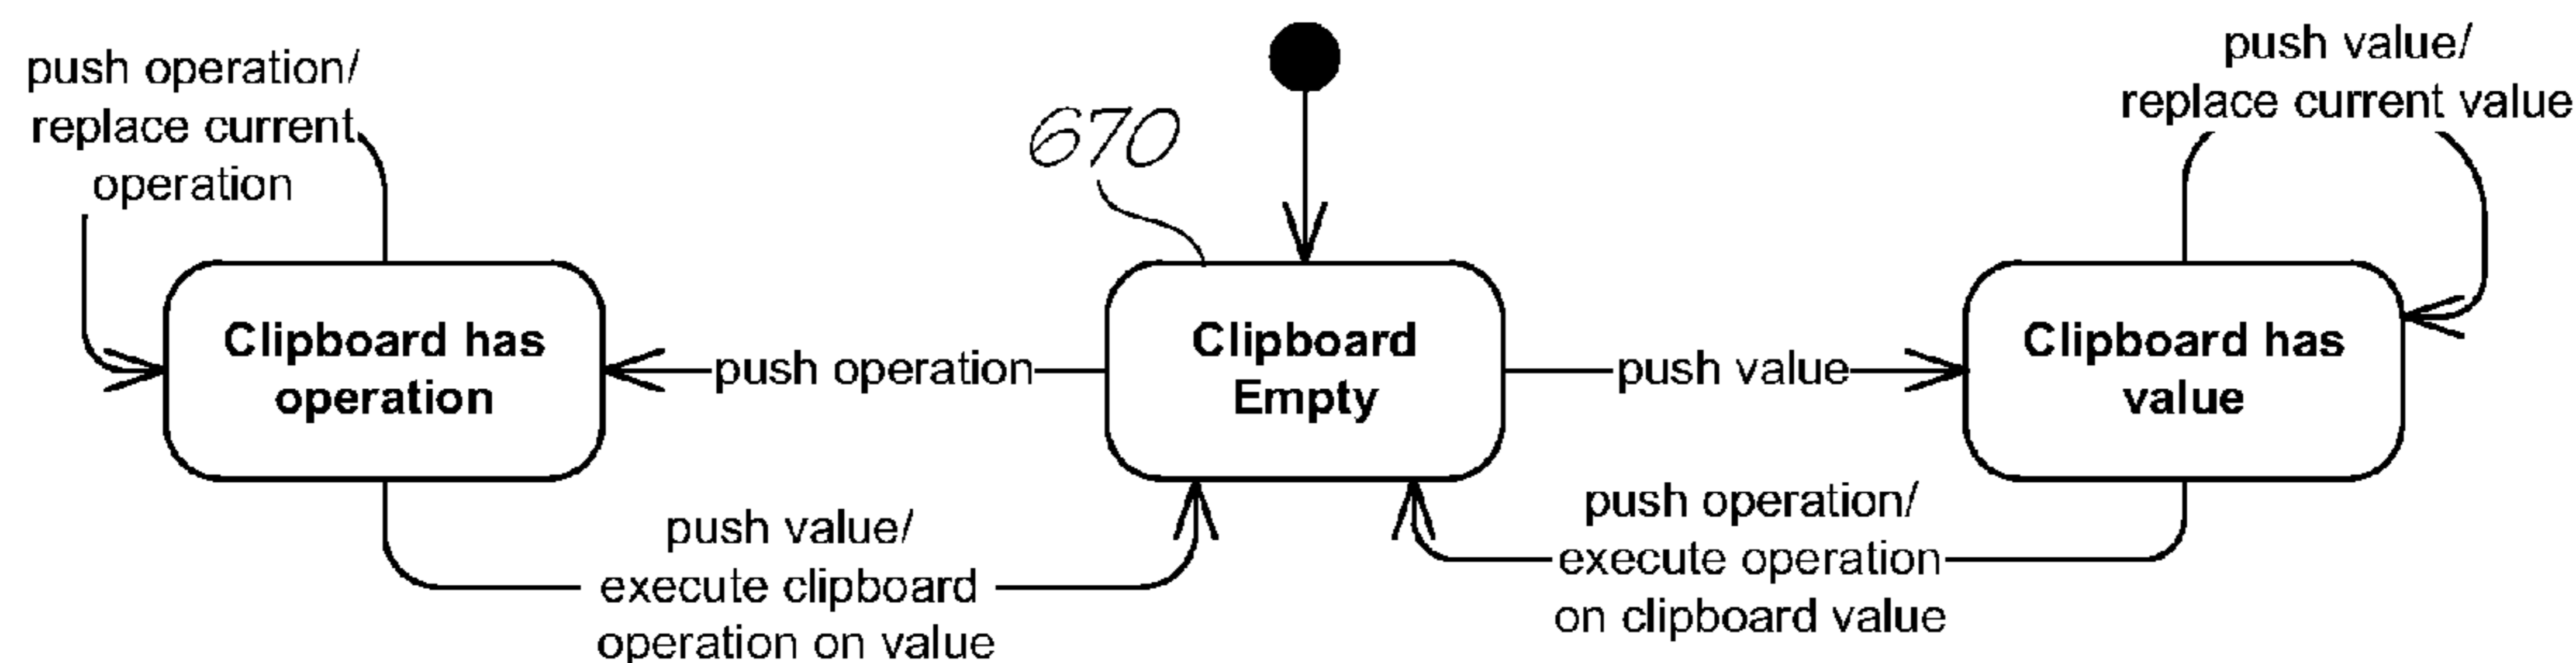 push operation/
replace current
operation
670
push value/
replace current value
Clipboard has
operation
push operation
Clipboard
Empty
push value
Clipboard has
value
push value/
execute clipboard
operation on value
push operation/
execute operation
on clipboard value